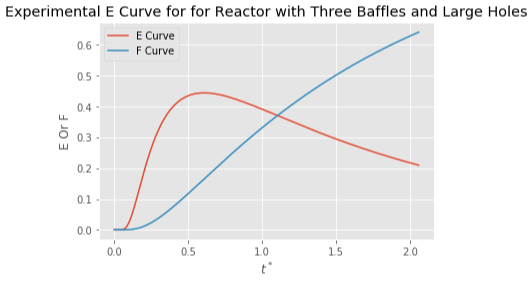 Experimental E Curve for for Reactor with Three Baffles and Large Holes
E Curve
F Curve
E Or F
0.6
0.5
0.4
0.3
0.2
0.1
0.0
0.0 0.5 1.0 1.5 2.0
t*